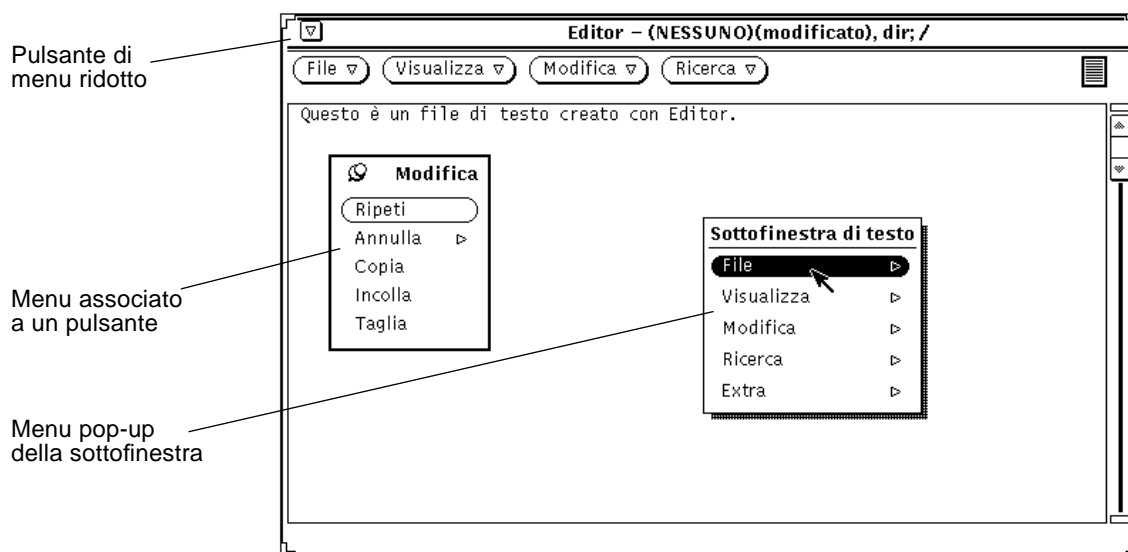 Editor – (NESSUNO)(modificato), dir; /
Pulsante di
menu ridotto
File Visualizza Modifica Ricerca
Questo è un file di testo creato con Editor.
Modifica
Ripeti
Annulla
Copia
Incolla
Taglia
Sottofinestra di testo
File
Visualizza
Modifica
Ricerca
Extra
Menu associato
a un pulsante
Menu pop-up
della sottofinestra